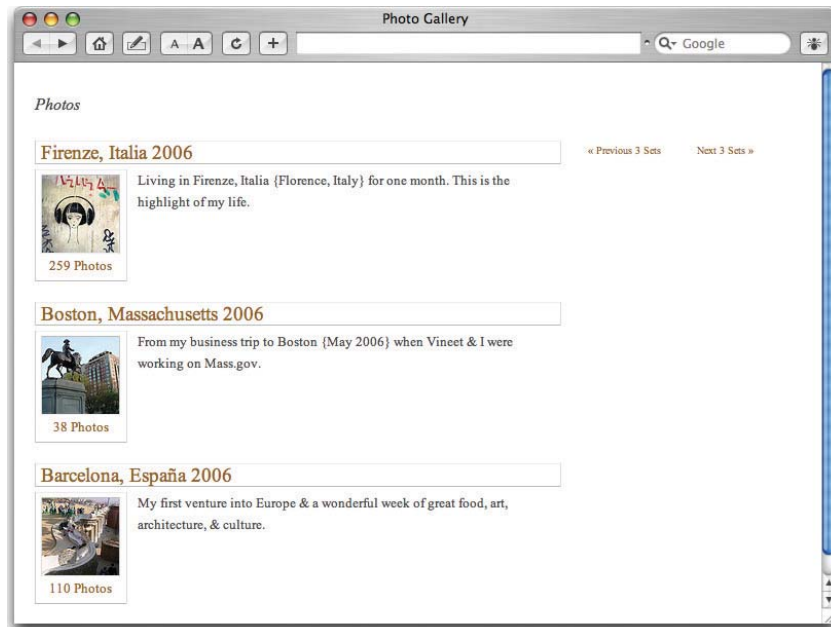 Photo Gallery
A A
Google
Photos
Firenze, Italia 2006
« Previous 3 Sets Next 3 Sets »
Living in Firenze, Italia {Florence, Italy} for one month. This is the
highlight of my life.
259 Photos
Boston, Massachusetts 2006
From my business trip to Boston {May 2006} when Vineet & I were
working on Mass.gov.
38 Photos
Barcelona, España 2006
My first venture into Europe & a wonderful week of great food, art,
architecture, & culture.
110 Photos